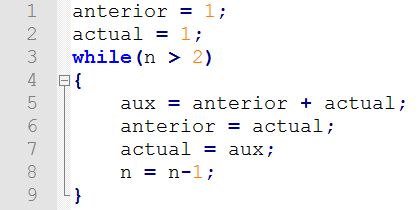 1 anterior = 1;
2 actual = 1;
3 while(n > 2)
4 {
5 aux = anterior + actual;
6 anterior = actual;
7 actual = aux;
8 n = n-1;
9 }